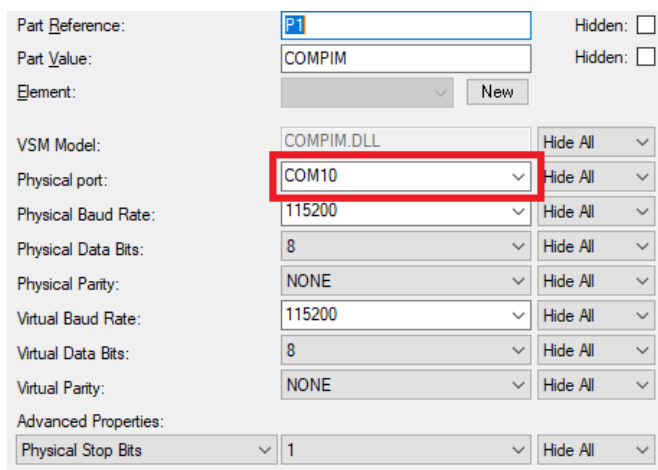 Part Reference: P1 Hidden:
Part Value: COMPIM Hidden:
Element: New
VSM Model: COMPIM.DLL Hide All
Physical port: COM10 Hide All
Physical Baud Rate: 115200 Hide All
Physical Data Bits: 8 Hide All
Physical Parity: NONE Hide All
Virtual Baud Rate: 115200 Hide All
Virtual Data Bits: 8 Hide All
Virtual Parity: NONE Hide All
Advanced Properties:
Physical Stop Bits 1 Hide All